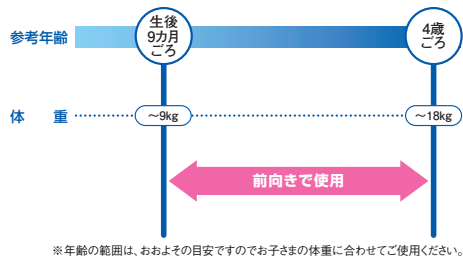 参考年齢
生後
9カ月
ごろ
4歳
ごろ
体 重
〜9kg
〜18kg
前向きで使用
※年齢の範囲は、おおよその目安ですのでお子さまの体重に合わせてご使用ください。